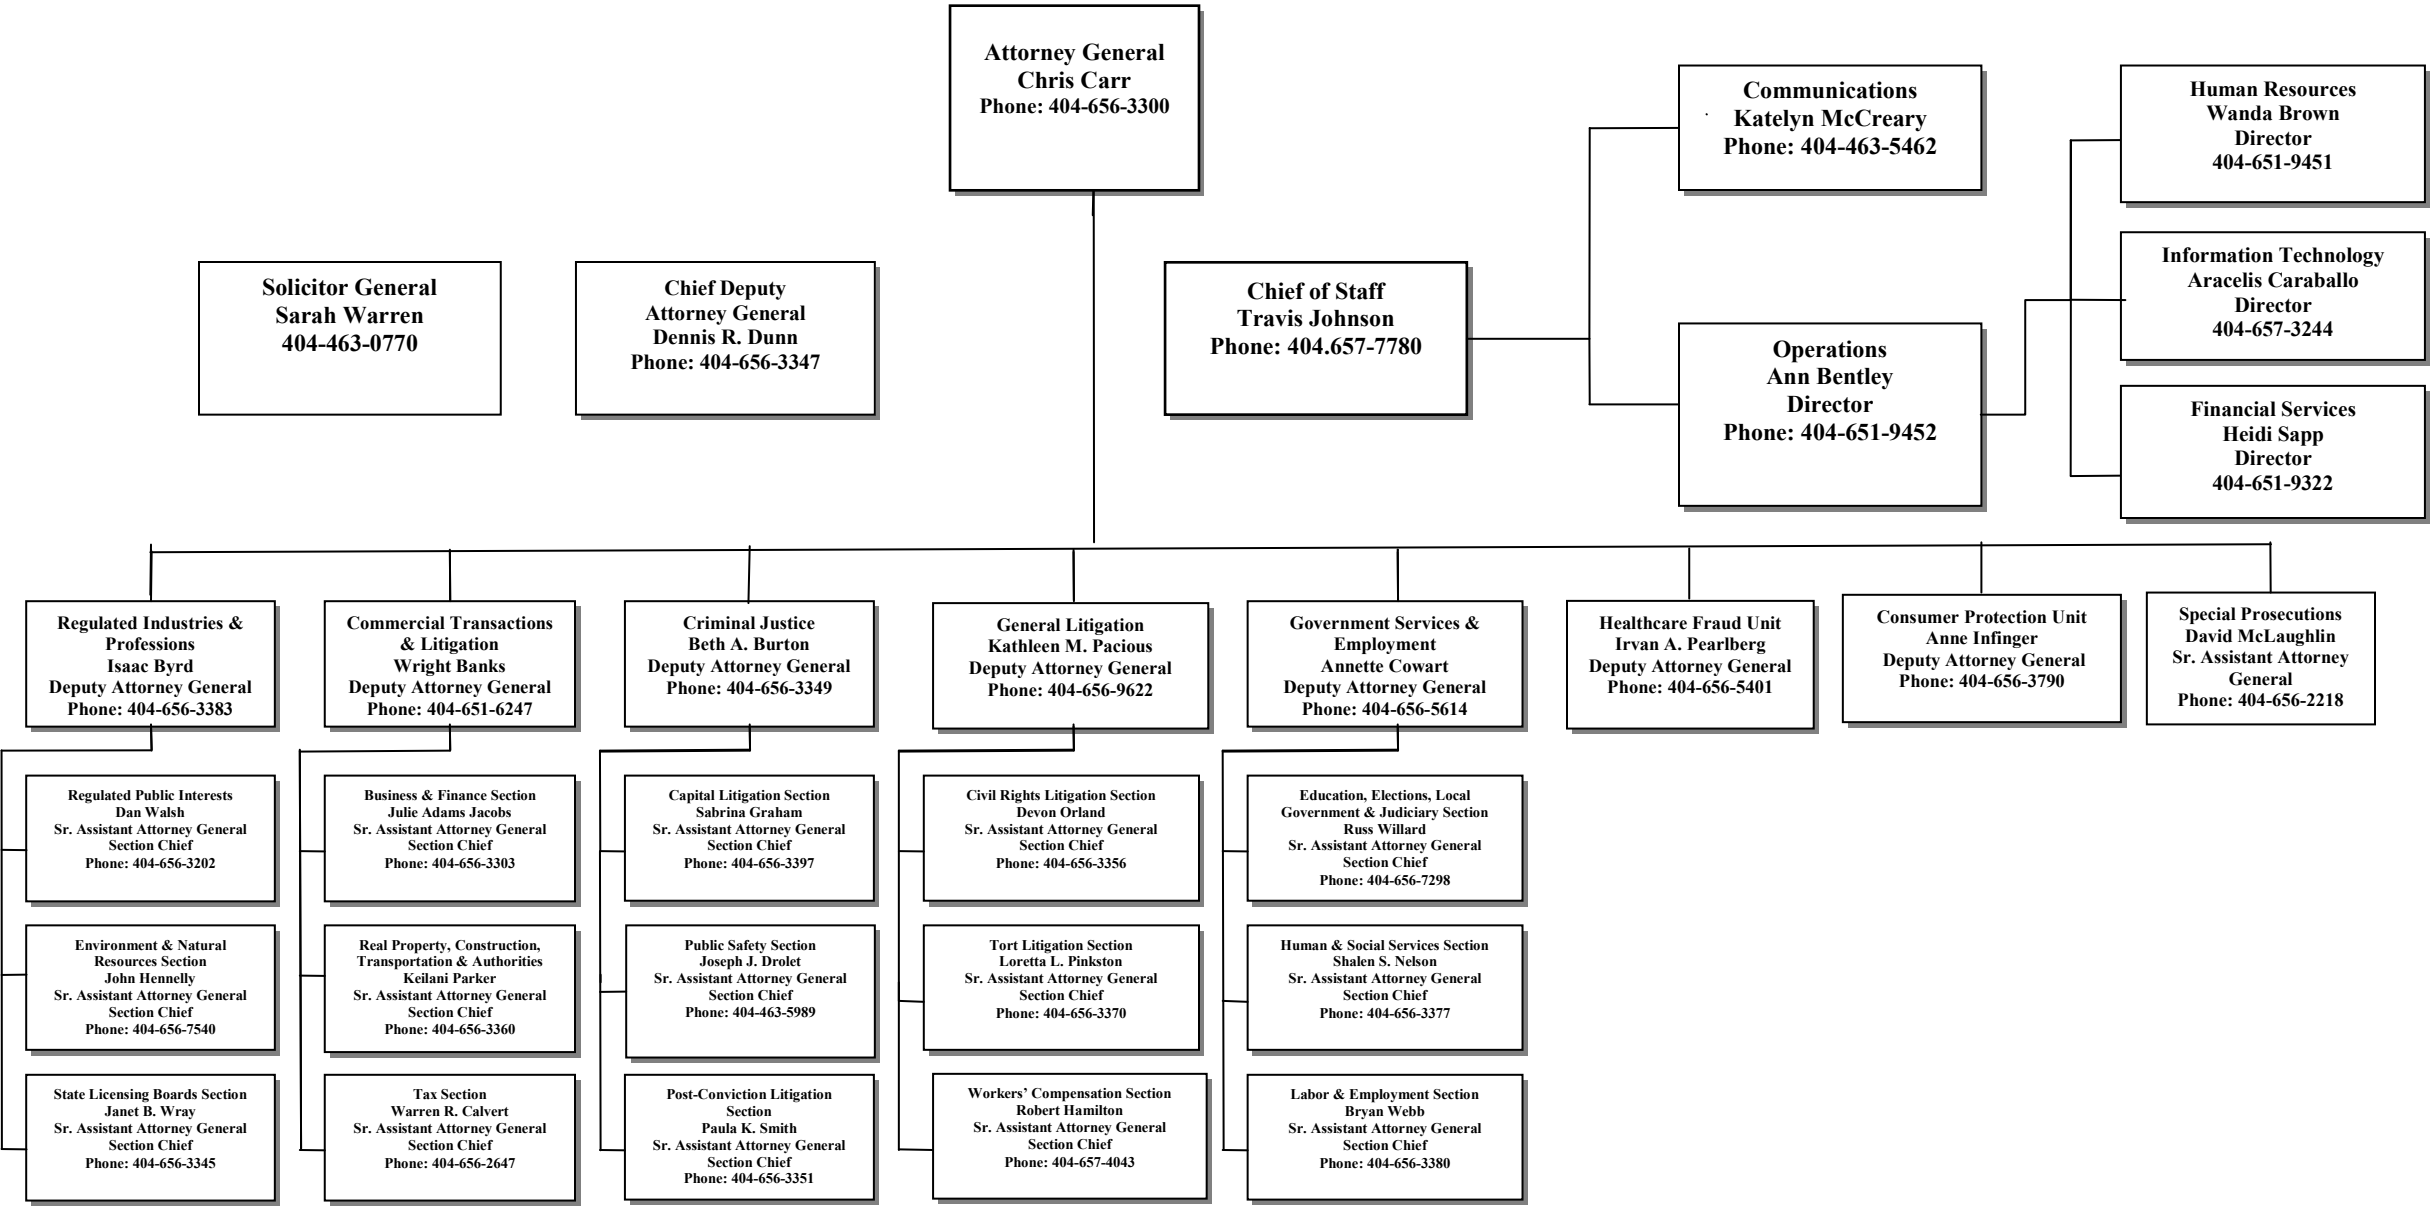 Attorney General
Chris Carr
Phone: 404-656-3300
Communications
Katelyn McCreary
Phone: 404-463-5462
Human Resources
Wanda Brown
Director
404-651-9451
Solicitor General
Sarah Warren
404-463-0770
Chief Deputy
Attorney General
Dennis R. Dunn
Phone: 404-656-3347
Chief of Staff
Travis Johnson
Phone: 404.657-7780
Operations
Ann Bentley
Director
Phone: 404-651-9452
Information Technology
Aracelis Caraballo
Director
404-657-3244
Financial Services
Heidi Sapp
Director
404-651-9322
Regulated Industries &
Professions
Isaac Byrd
Deputy Attorney General
Phone: 404-656-3383
Commercial Transactions
& Litigation
Wright Banks
Deputy Attorney General
Phone: 404-651-6247
Criminal Justice
Beth A. Burton
Deputy Attorney General
Phone: 404-656-3349
General Litigation
Kathleen M. Pacious
Deputy Attorney General
Phone: 404-656-9622
Government Services &
Employment
Annette Cowart
Deputy Attorney General
Phone: 404-656-5614
Healthcare Fraud Unit
Irvan A. Pearlberg
Deputy Attorney General
Phone: 404-656-5401
Consumer Protection Unit
Anne Infinger
Deputy Attorney General
Phone: 404-656-3790
Special Prosecutions
David McLaughlin
Sr. Assistant Attorney
General
Phone: 404-656-2218
Regulated Public Interests
Dan Walsh
Sr. Assistant Attorney General
Section Chief
Phone: 404-656-3202
Business & Finance Section
Julie Adams Jacobs
Sr. Assistant Attorney General
Section Chief
Phone: 404-656-3303
Capital Litigation Section
Sabrina Graham
Sr. Assistant Attorney General
Section Chief
Phone: 404-656-3397
Civil Rights Litigation Section
Devon Orland
Sr. Assistant Attorney General
Section Chief
Phone: 404-656-3356
Education, Elections, Local
Government & Judiciary Section
Russ Willard
Sr. Assistant Attorney General
Section Chief
Phone: 404-656-7298
Environment & Natural
Resources Section
John Hennelly
Sr. Assistant Attorney General
Section Chief
Phone: 404-656-7540
Real Property, Construction,
Transportation & Authorities
Keilani Parker
Sr. Assistant Attorney General
Section Chief
Phone: 404-656-3360
Public Safety Section
Joseph J. Drolet
Sr. Assistant Attorney General
Section Chief
Phone: 404-463-5989
Tort Litigation Section
Loretta L. Pinkston
Sr. Assistant Attorney General
Section Chief
Phone: 404-656-3370
Human & Social Services Section
Shalen S. Nelson
Sr. Assistant Attorney General
Section Chief
Phone: 404-656-3377
State Licensing Boards Section
Janet B. Wray
Sr. Assistant Attorney General
Section Chief
Phone: 404-656-3345
Tax Section
Warren R. Calvert
Sr. Assistant Attorney General
Section Chief
Phone: 404-656-2647
Post-Conviction Litigation
Section
Paula K. Smith
Sr. Assistant Attorney General
Section Chief
Phone: 404-656-3351
Workers’ Compensation Section
Robert Hamilton
Sr. Assistant Attorney General
Section Chief
Phone: 404-657-4043
Labor & Employment Section
Bryan Webb
Sr. Assistant Attorney General
Section Chief
Phone: 404-656-3380